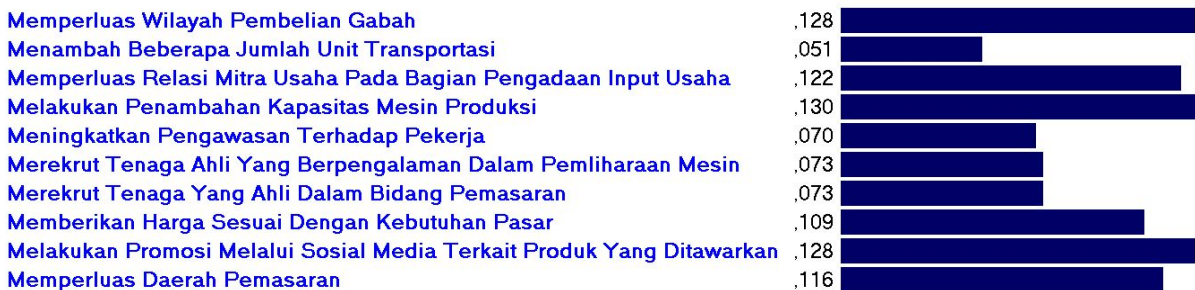 Memperluas Wilayah Pembelian Gabah ,128
Menambah Beberapa Jumlah Unit Transportasi ,051
Memperluas Relasi Mitra Usaha Pada Bagian Pengadaan Input Usaha ,122
Melakukan Penambahan Kapasitas Mesin Produksi ,130
Meningkatkan Pengawasan Terhadap Pekerja ,070
Merekrut Tenaga Ahli Yang Berpengalaman Dalam Pemliharaan Mesin ,073
Merekrut Tenaga Yang Ahli Dalam Bidang Pemasaran ,073
Memberikan Harga Sesuai Dengan Kebutuhan Pasar ,109
Melakukan Promosi Melalui Sosial Media Terkait Produk Yang Ditawarkan ,128
Memperluas Daerah Pemasaran ,116